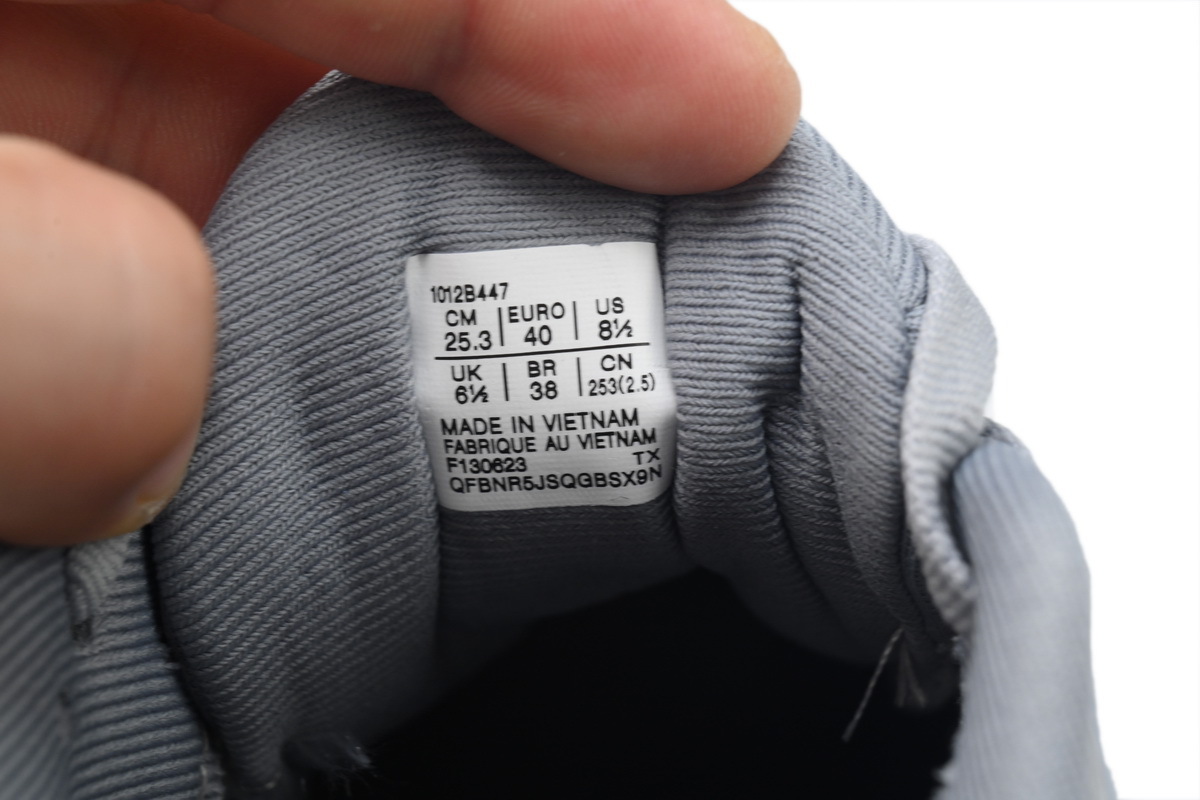 1012B447
CM | EURO | US
25.3 | 40 | 8½
UK | BR | CN
6½ | 38 | 253(2.5)
MADE IN VIETNAM
FABRIQUE AU VIETNAM
F130623 TX
QFBNR5JSQGBSX9N